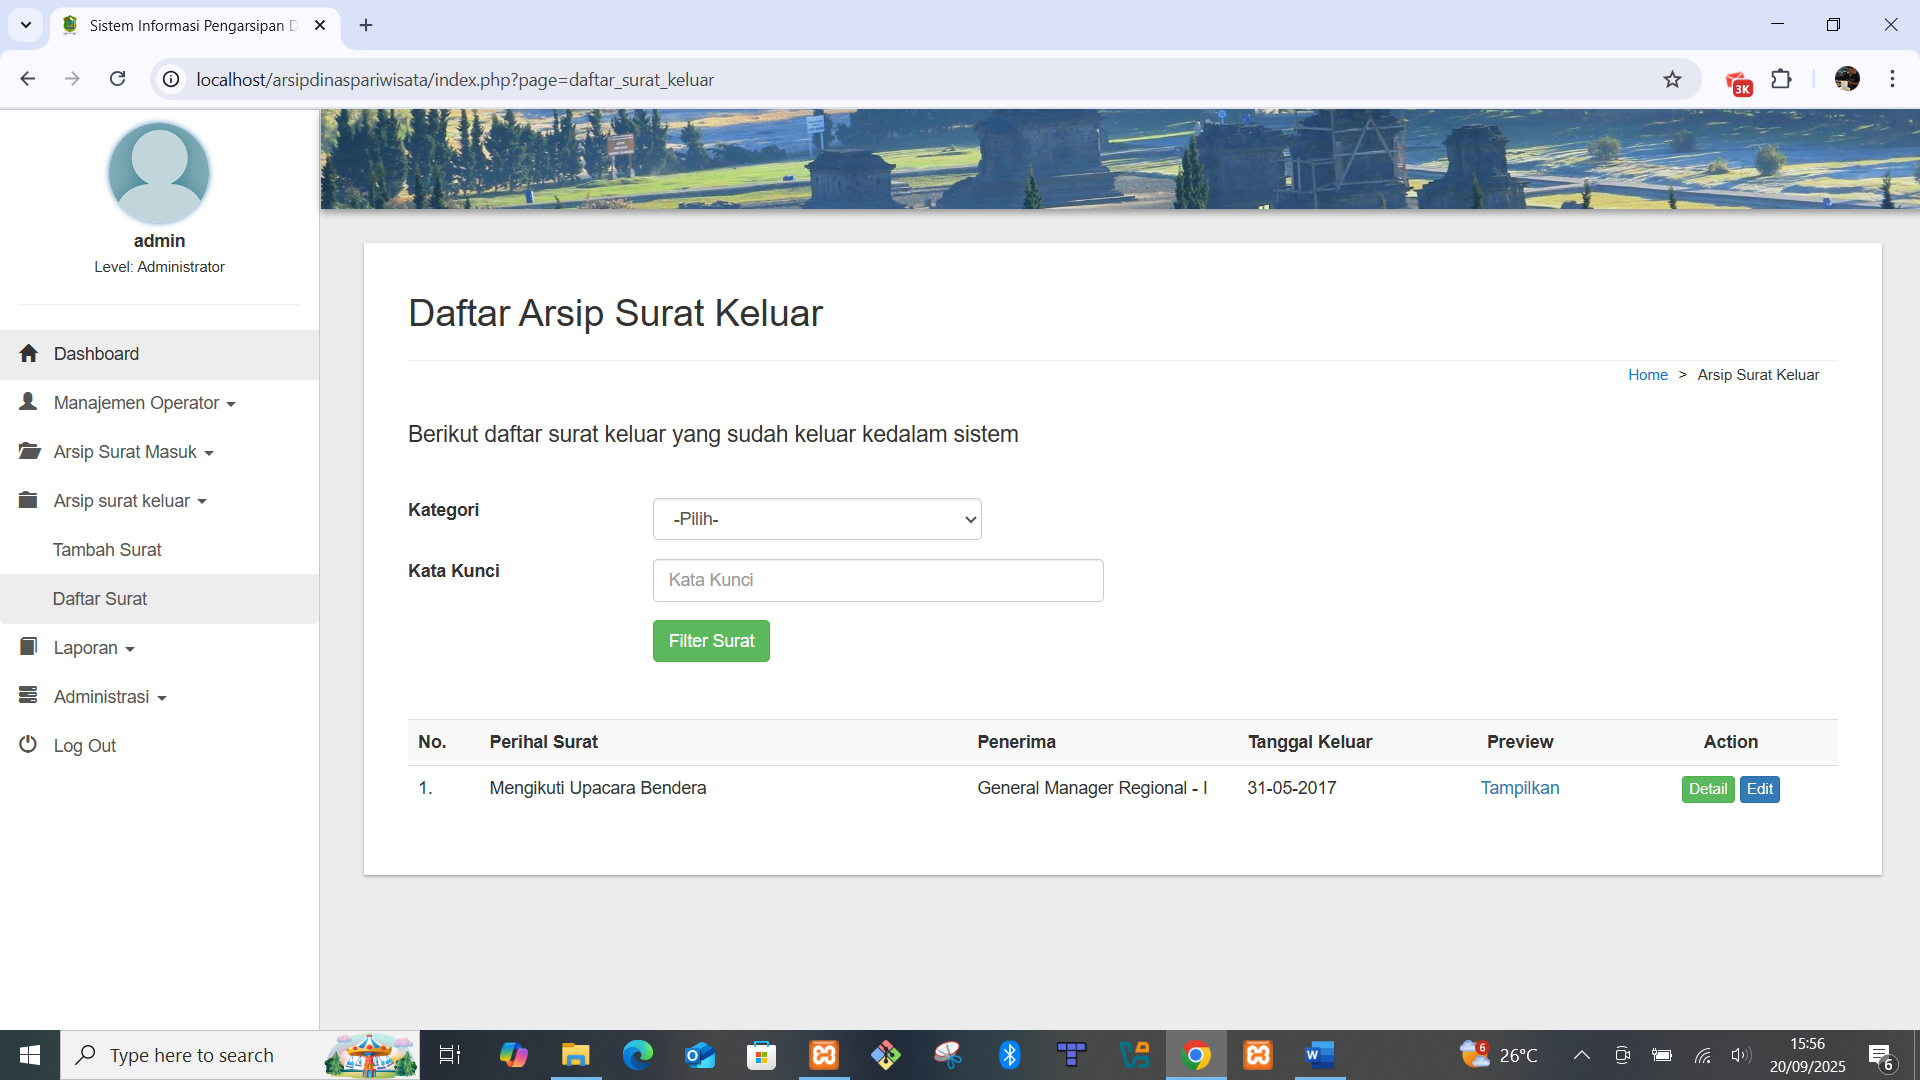 Sistem Informasi Pengarsipan D
localhost/arsipdinaspariwisata/index.php?page=daftar_surat_keluar
3K
admin
Level: Administrator
Dashboard
Manajemen Operator
Arsip Surat Masuk
Arsip surat keluar
Tambah Surat
Daftar Surat
Laporan
Administrasi
Log Out
Daftar Arsip Surat Keluar
Home > Arsip Surat Keluar
Berikut daftar surat keluar yang sudah keluar kedalam sistem
Kategori
-Pilih-
Kata Kunci
Kata Kunci
Filter Surat
No. Perihal Surat Penerima Tanggal Keluar Preview Action
1. Mengikuti Upacara Bendera General Manager Regional - I 31-05-2017 Tampilkan Detail Edit
Type here to search
6
26°C
15:56
20/09/2025
6